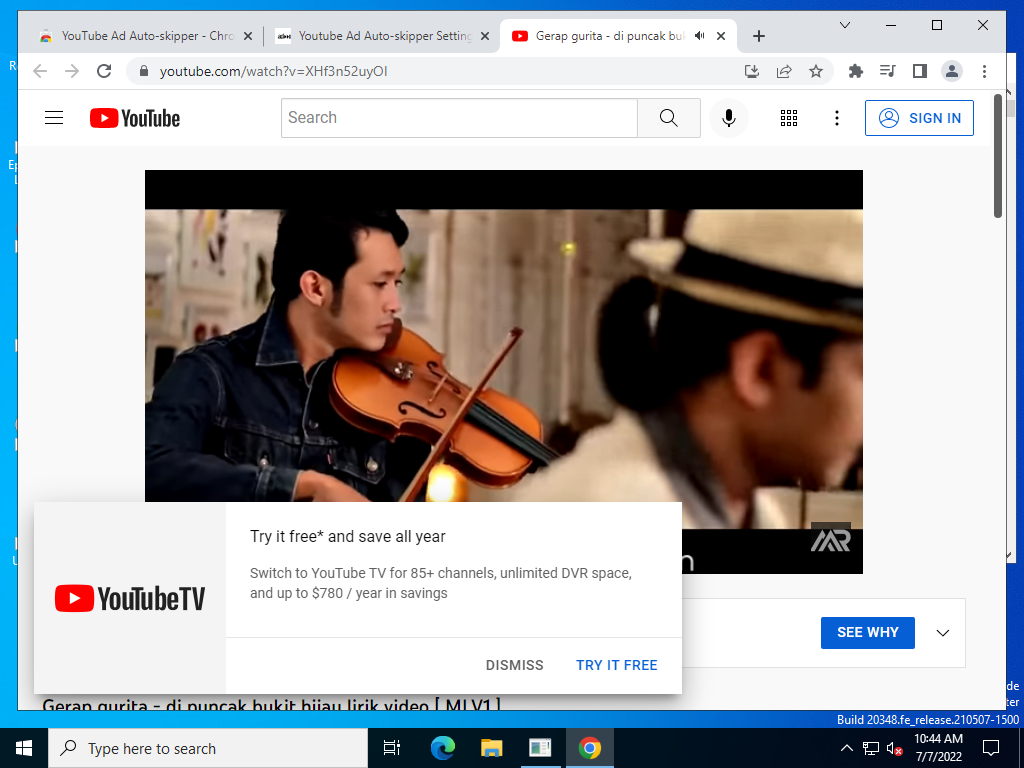 YouTube Ad Auto-skipper - Chro
Youtube Ad Auto-skipper Setting
Gerap gurita - di puncak buk
youtube.com/watch?v=XHf3n52uyOI
YouTube
Search
SIGN IN
MR
YouTubeTV
Try it free* and save all year
Switch to YouTube TV for 85+ channels, unlimited DVR space,
and up to $780 / year in savings
DISMISS
TRY IT FREE
SEE WHY
Gerap gurita - di puncak bukit hijau lirik video [ MLV1 ]
Build 20348.fe_release.210507-1500
Type here to search
10:44 AM
7/7/2022